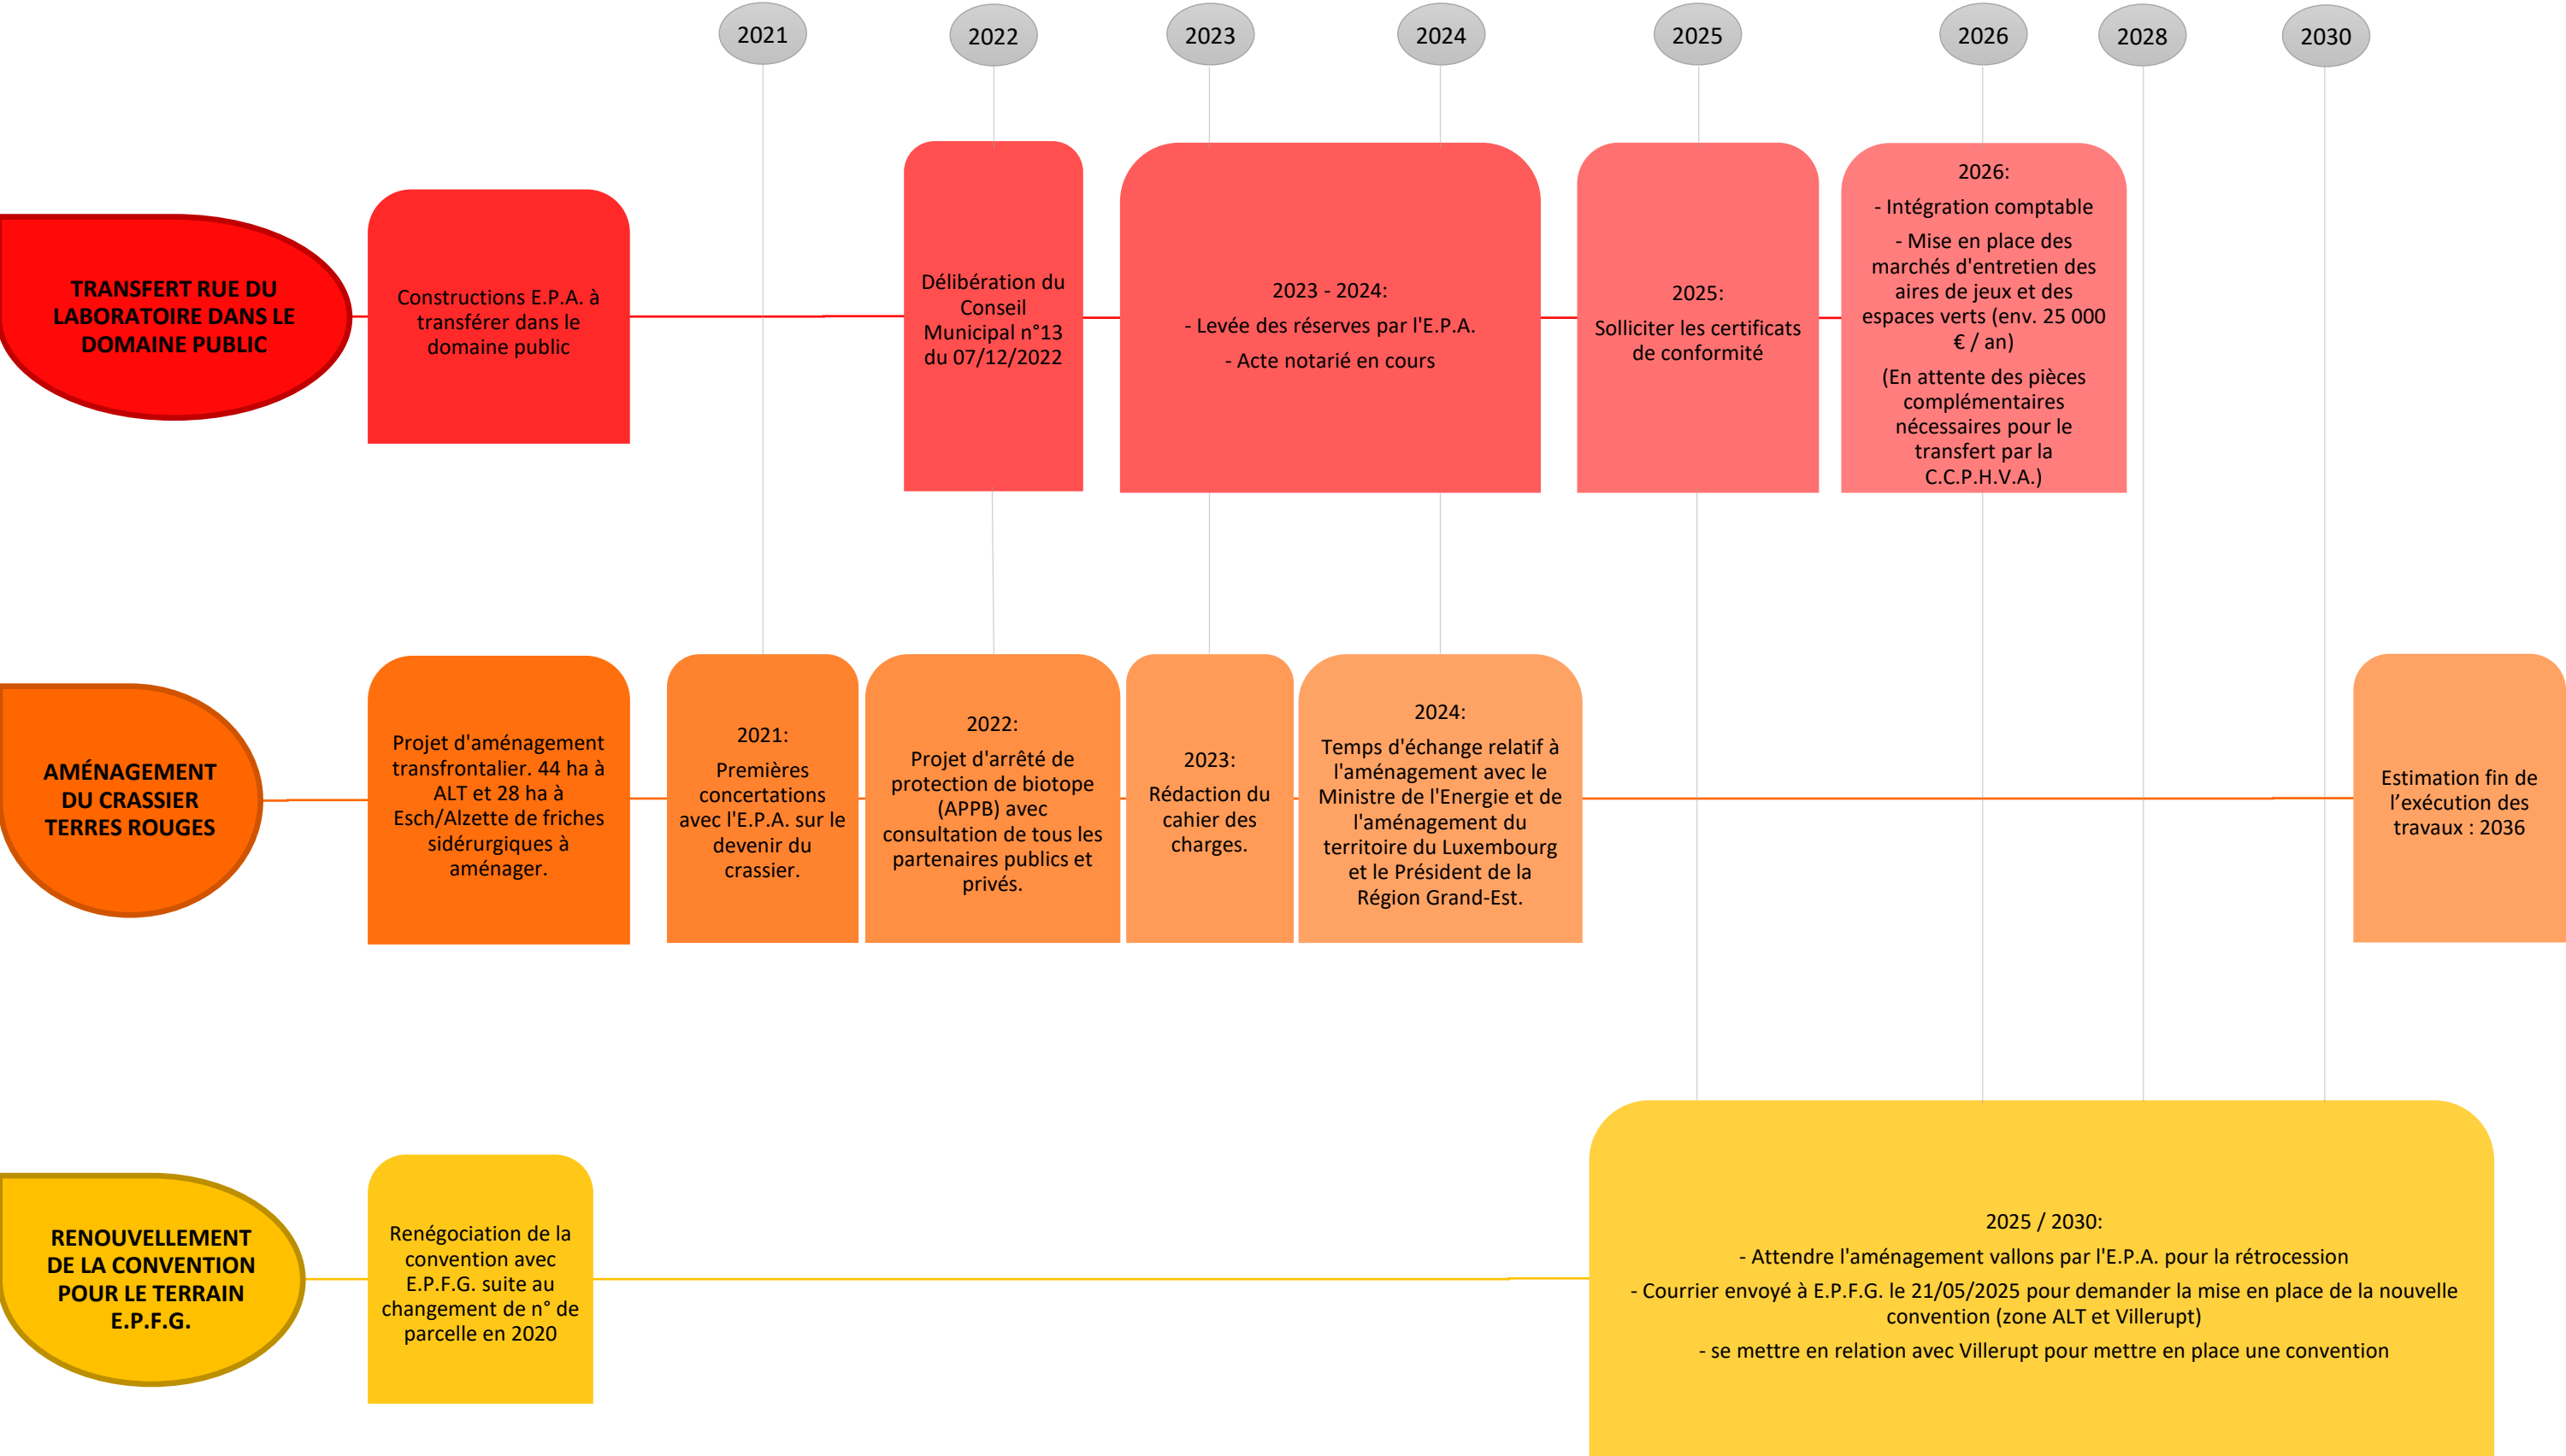 2021
2022
2023
2024
2025
2026
2028
2030
TRANSFERT RUE DU
LABORATOIRE DANS LE
DOMAINE PUBLIC
Constructions E.P.A. à
transférer dans le
domaine public
Délibération du
Conseil
Municipal n°13
du 07/12/2022
2023 - 2024:
- Levée des réserves par l'E.P.A.
- Acte notarié en cours
2025:
Solliciter les certificats
de conformité
2026:
- Intégration comptable
- Mise en place des
marchés d'entretien des
aires de jeux et des
espaces verts (env. 25 000
€ / an)
(En attente des pièces
complémentaires
nécessaires pour le
transfert par la
C.C.P.H.V.A.)
AMÉNAGEMENT
DU CRASSIER
TERRES ROUGES
Projet d'aménagement
transfrontalier. 44 ha à
ALT et 28 ha à
Esch/Alzette de friches
sidérurgiques à
aménager.
2021:
Premières
concertations
avec l'E.P.A. sur le
devenir du
crassier.
2022:
Projet d'arrêté de
protection de biotope
(APPB) avec
consultation de tous les
partenaires publics et
privés.
2023:
Rédaction du
cahier des
charges.
2024:
Temps d'échange relatif à
l'aménagement avec le
Ministre de l'Energie et de
l'aménagement du
territoire du Luxembourg
et le Président de la
Région Grand-Est.
Estimation fin de
l’exécution des
travaux : 2036
RENOUVELLEMENT
DE LA CONVENTION
POUR LE TERRAIN
E.P.F.G.
Renégociation de la
convention avec
E.P.F.G. suite au
changement de n° de
parcelle en 2020
2025 / 2030:
- Attendre l'aménagement vallons par l'E.P.A. pour la rétrocession
- Courrier envoyé à E.P.F.G. le 21/05/2025 pour demander la mise en place de la nouvelle
convention (zone ALT et Villerupt)
- se mettre en relation avec Villerupt pour mettre en place une convention